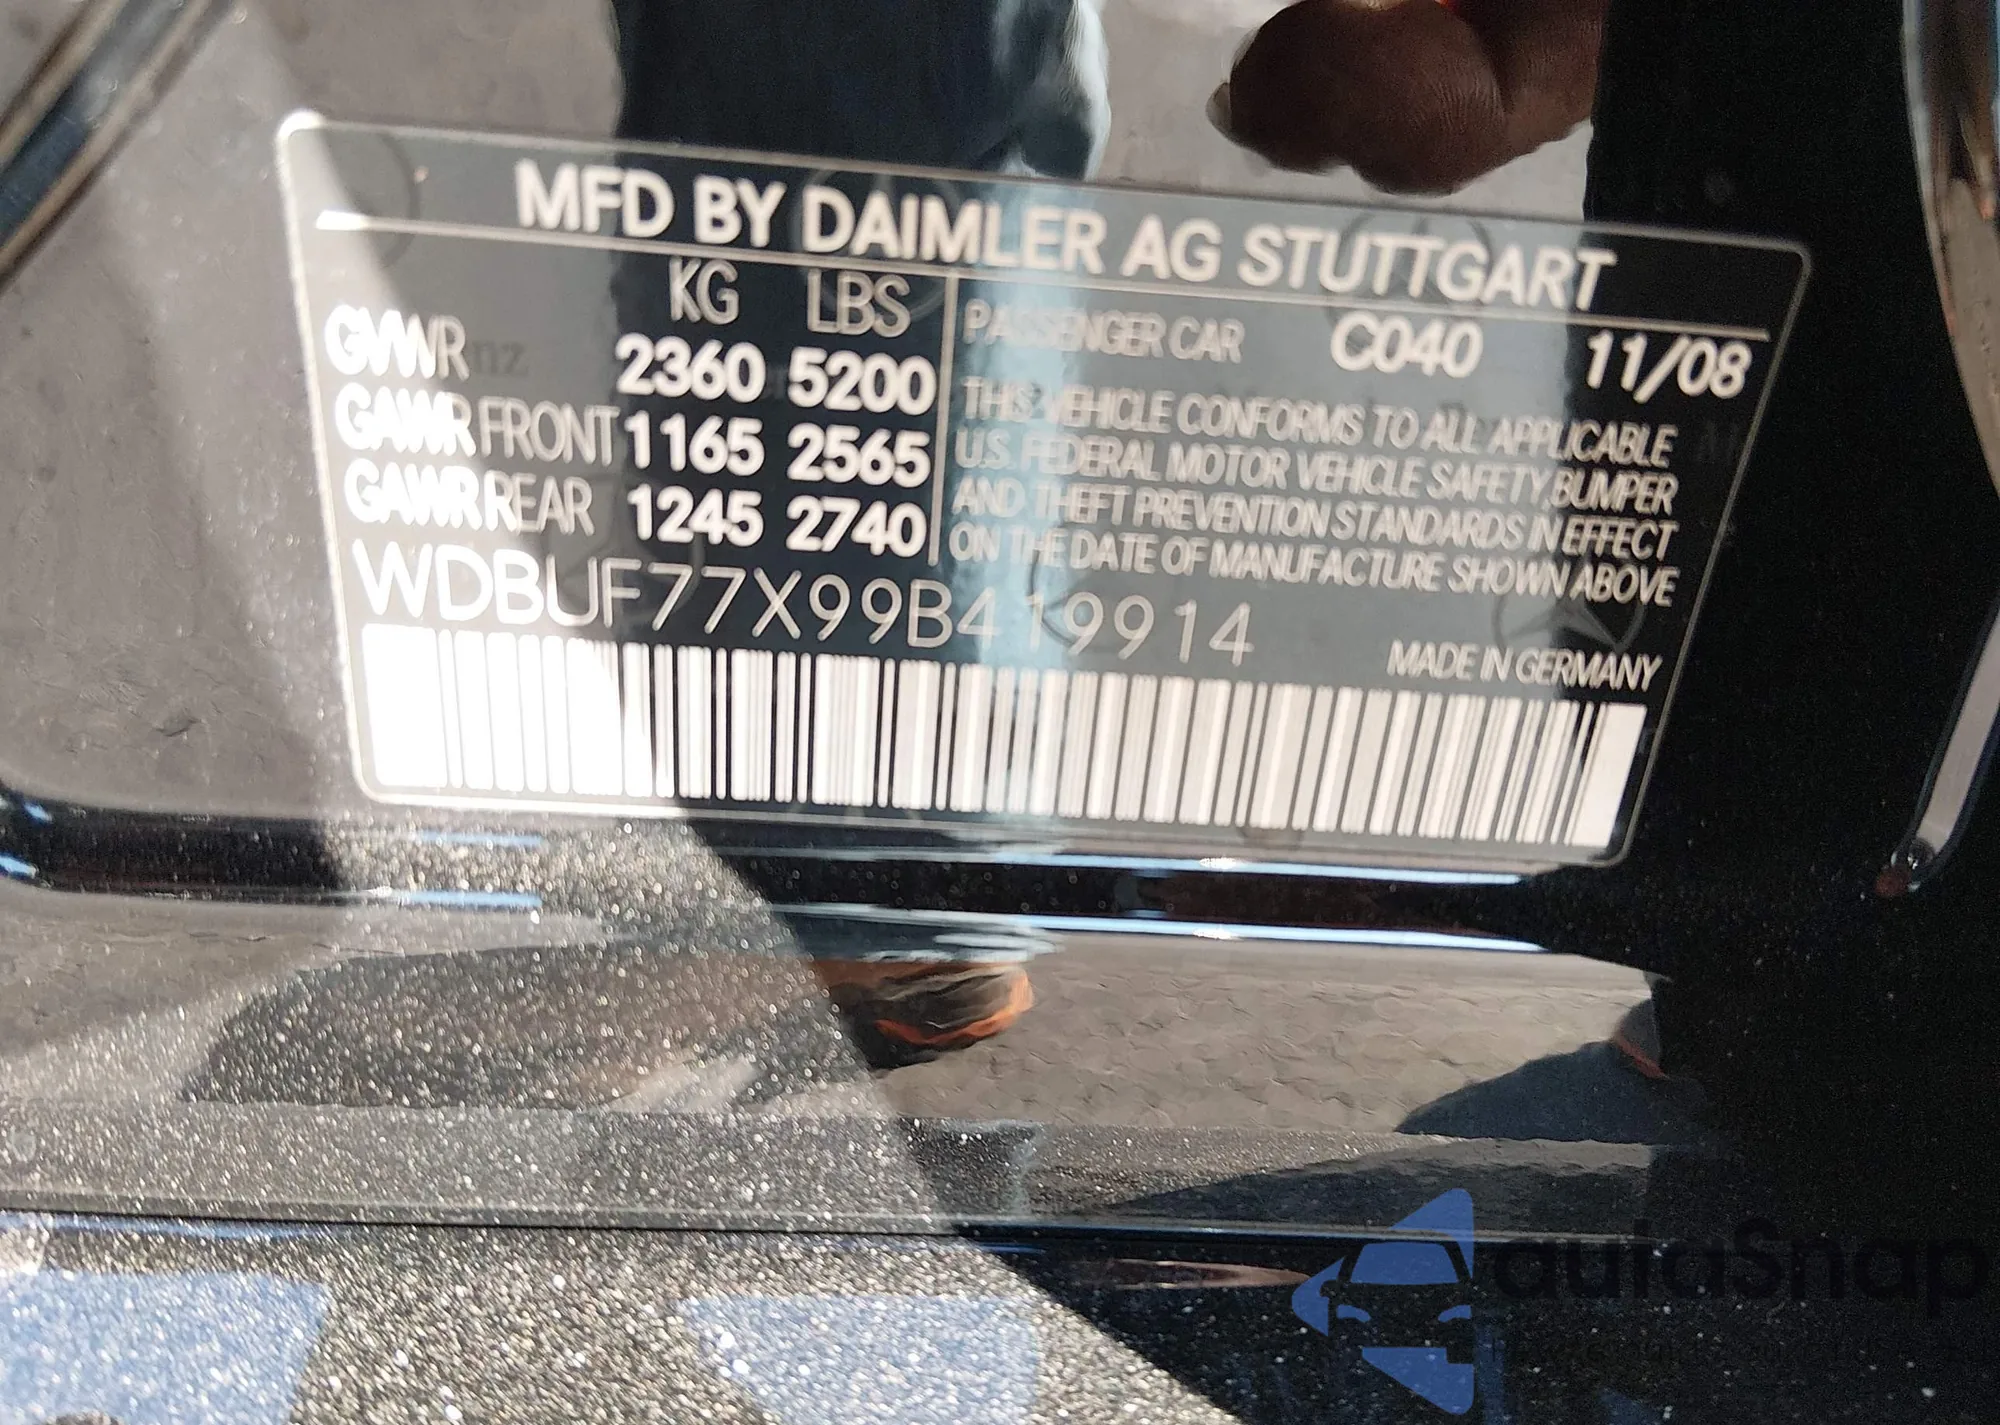 MFD BY DAIMLER AG STUTTGART
KG LBS
GVWR 2360 5200
GAWR FRONT 1165 2565
GAWR REAR 1245 2740
PASSENGER CAR C040 11/08
THIS VEHICLE CONFORMS TO ALL APPLICABLE
U.S. FEDERAL MOTOR VEHICLE SAFETY, BUMPER
AND THEFT PREVENTION STANDARDS IN EFFECT
ON THE DATE OF MANUFACTURE SHOWN ABOVE
WDBUF77X99B419914
MADE IN GERMANY